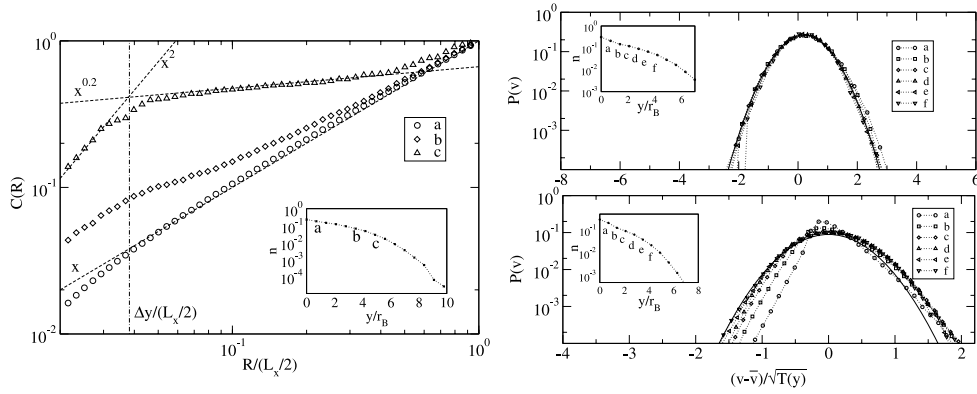 10^0
C(R)
10^-1
10^-2
x^0.2
x^2
x
a
b
c
Δy/(L_x/2)
10^-1
10^0
R/(L_x/2)
10^0
10^-1
10^-2
10^-3
10^-4
n
a
b
c
0 2 4 6 8 10
y/r_B
10^0
10^-1
10^-2
10^-3
P(v)
10^0
10^-1
10^-2
10^-3
n
a b c d e f
0 2 4 6
y/r_B
a
b
c
d
e
f
-8 -6 -4 -2 0 2 4 6
10^0
10^-1
10^-2
10^-3
P(v)
10^0
10^-1
10^-2
10^-3
n
a b c d e f
0 2 4 6 8
y/r_B
a
b
c
d
e
f
-4 -3 -2 -1 0 1 2
(v-v̄)/√T(y)